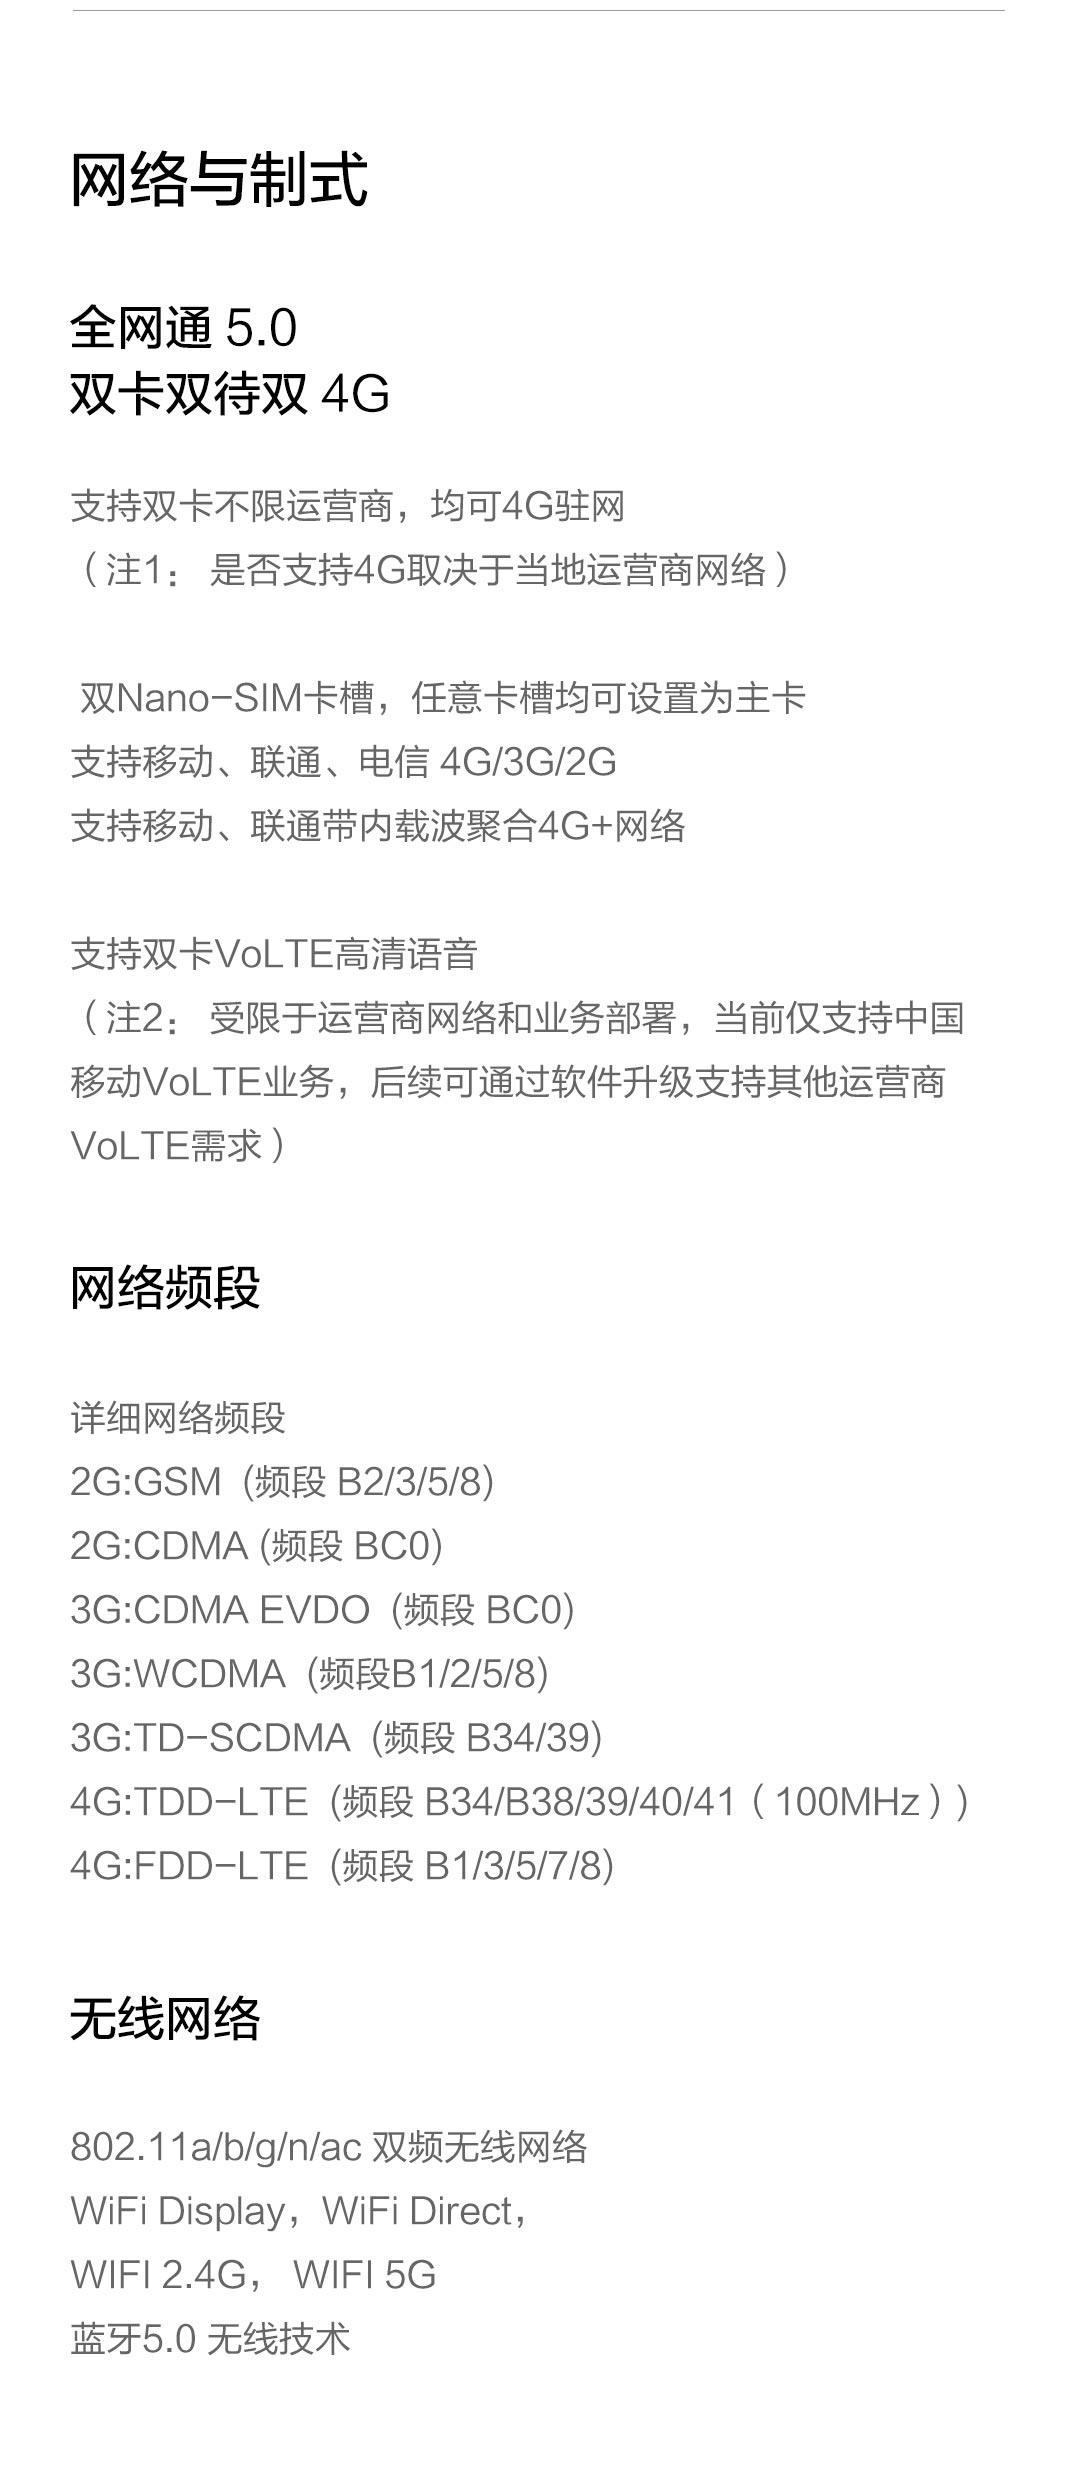 网络与制式
全网通 5.0
双卡双待双 4G
支持双卡不限运营商，均可4G驻网
（注1： 是否支持4G取决于当地运营商网络）
双Nano-SIM卡槽，任意卡槽均可设置为主卡
支持移动、联通、电信 4G/3G/2G
支持移动、联通带内载波聚合4G+网络
支持双卡VoLTE高清语音
（注2： 受限于运营商网络和业务部署，当前仅支持中国
移动VoLTE业务，后续可通过软件升级支持其他运营商
VoLTE需求）
网络频段
详细网络频段
2G:GSM (频段 B2/3/5/8)
2G:CDMA (频段 BC0)
3G:CDMA EVDO (频段 BC0)
3G:WCDMA (频段B1/2/5/8)
3G:TD-SCDMA (频段 B34/39)
4G:TDD-LTE (频段 B34/B38/39/40/41（100MHz）)
4G:FDD-LTE (频段 B1/3/5/7/8)
无线网络
802.11a/b/g/n/ac 双频无线网络
WiFi Display，WiFi Direct，
WIFI 2.4G， WIFI 5G
蓝牙5.0 无线技术